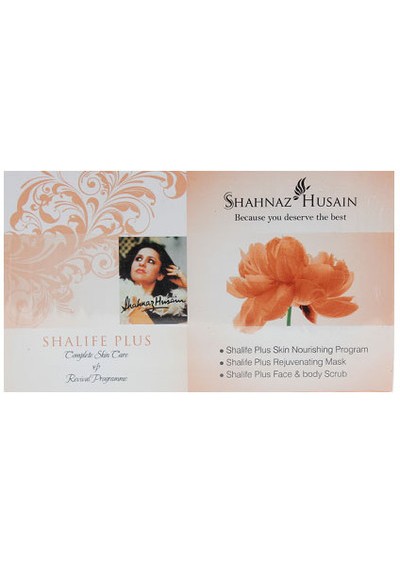 SHALIFE PLUS
Complete Skin Care
Revival Programme
Shahnaz Husain
SHAHNAZ HUSAIN
Because you deserve the best
● Shalife Plus Skin Nourishing Program
● Shalife Plus Rejuvenating Mask
● Shalife Plus Face & body Scrub